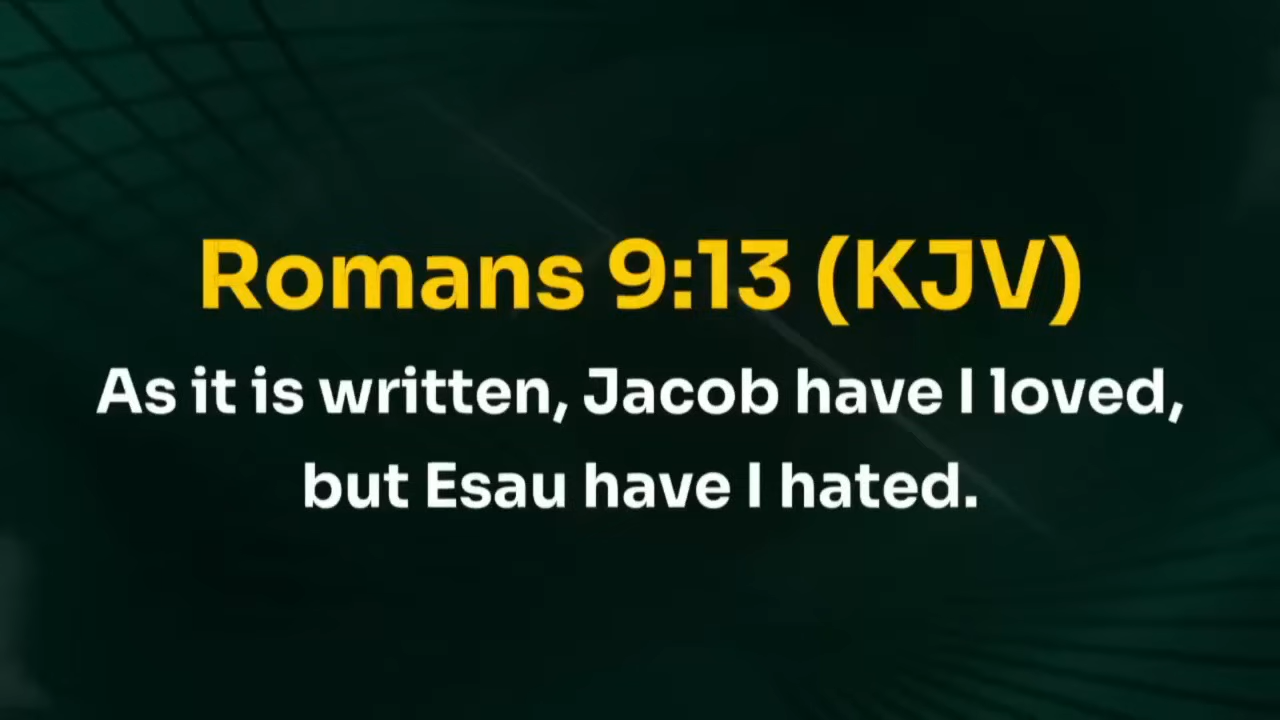 Romans 9:13 (KJV)
As it is written, Jacob have I loved,
but Esau have I hated.